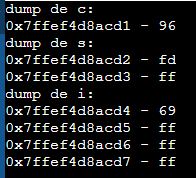 dump de c:
0x7ffef4d8acd1 - 96
dump de s:
0x7ffef4d8acd2 - fd
0x7ffef4d8acd3 - ff
dump de i:
0x7ffef4d8acd4 - 69
0x7ffef4d8acd5 - ff
0x7ffef4d8acd6 - ff
0x7ffef4d8acd7 - ff